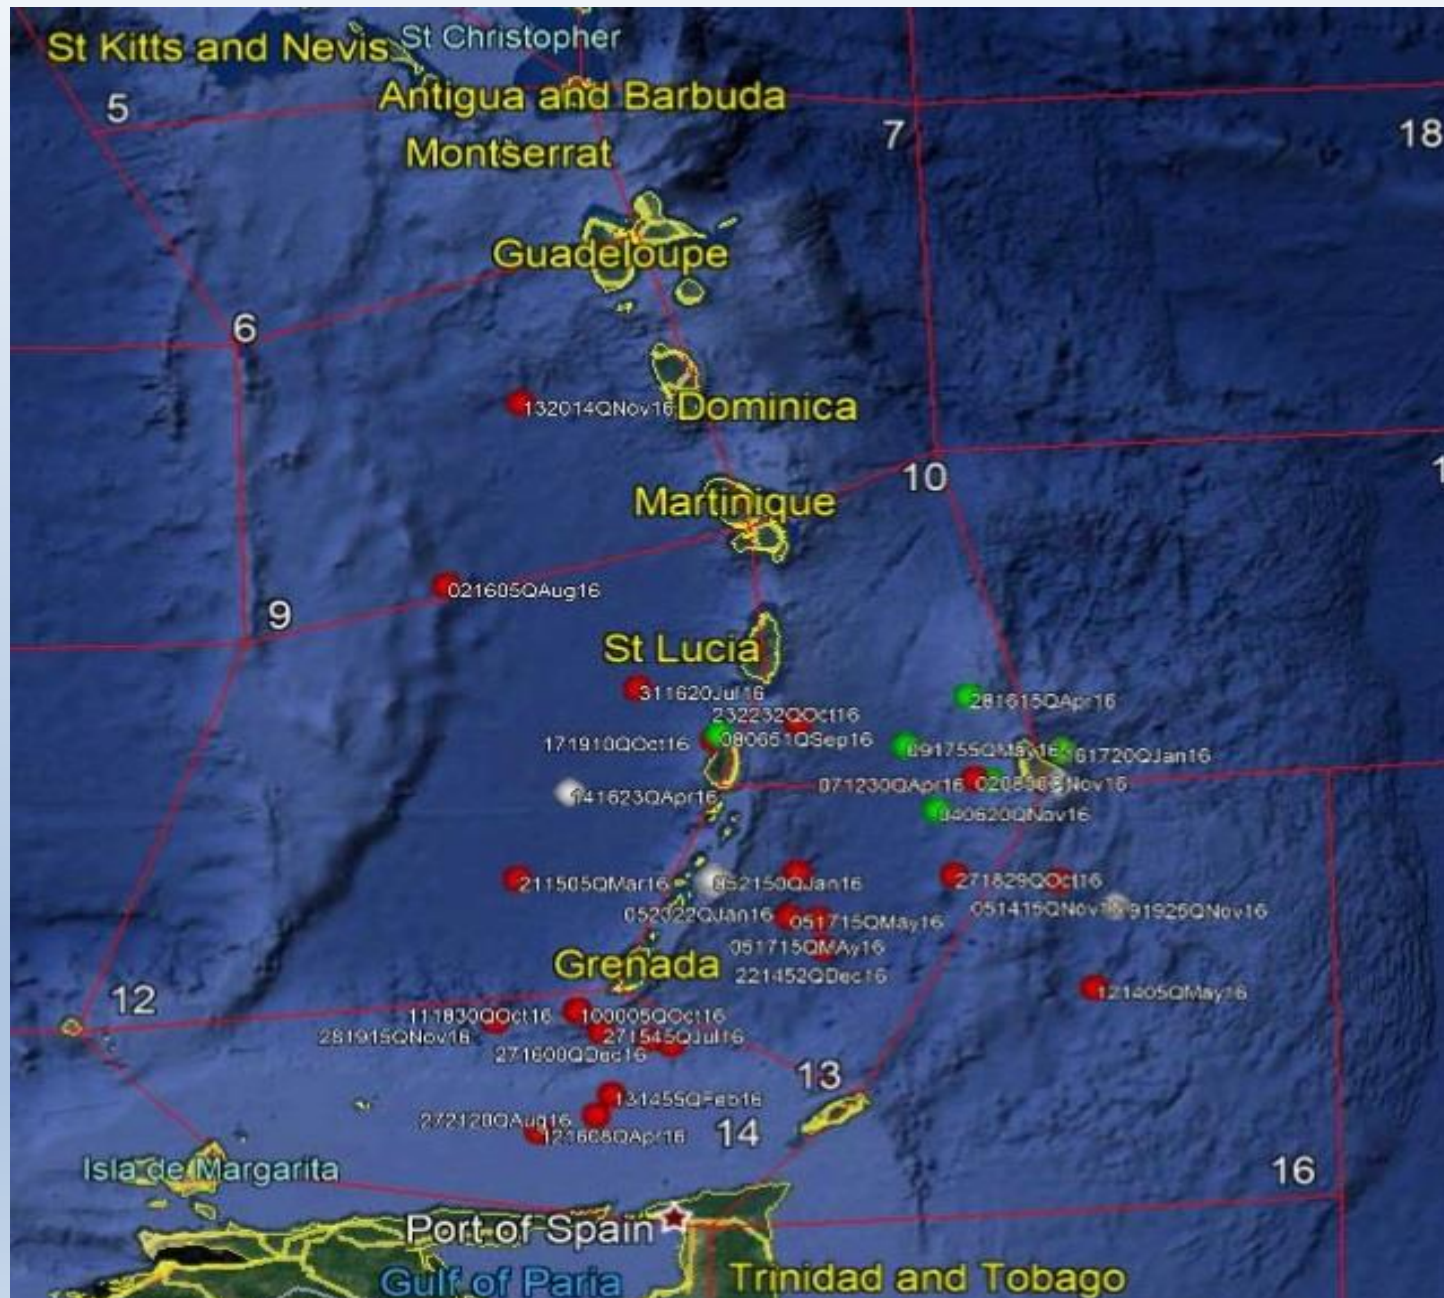 St Kitts and Nevis
St Christopher
5
Antigua and Barbuda
7
18
Montserrat
Guadeloupe
6
132014QNov16
Dominica
10
Martinique
021605QAug16
9
St Lucia
311620Jul16
281615QApr16
232232QOct16
171910QOct16
080651QSep16
091755QMay16
161720QJan16
071230QApr16
141623QApr16
040620QNov16
211505QMar16
052150QJan16
271829QOct16
052322QJan16
051715QMay16
051415QNov16
91925QNov16
051715QMAy16
Grenada
221452QDec16
12
121405QMay16
111830QOct16
100005QOct16
281915QNov16
271545QJul16
271600QDec16
13
131455QFeb16
272120QAug16
121608QApr16
14
Isla de Margarita
16
Port of Spain
Gulf of Paria
Trinidad and Tobago